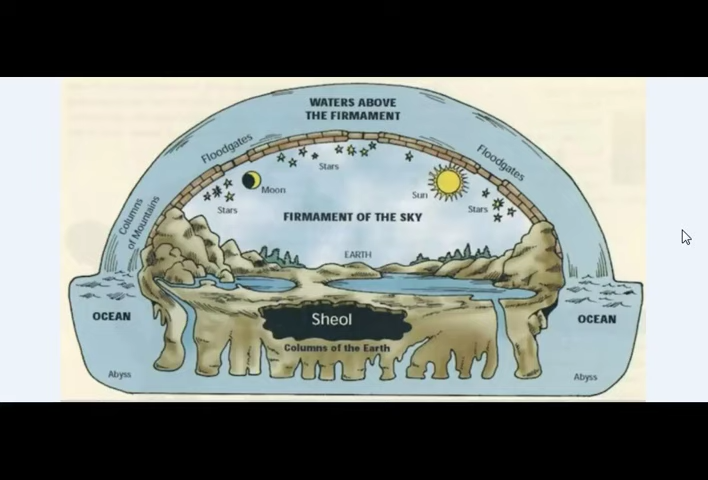 WATERS ABOVE
THE FIRMAMENT
Floodgates
Floodgates
Stars
Moon
Sun
Stars
Stars
Columns
of Mountains
FIRMAMENT OF THE SKY
EARTH
OCEAN
Sheol
OCEAN
Columns of the Earth
Abyss
Abyss